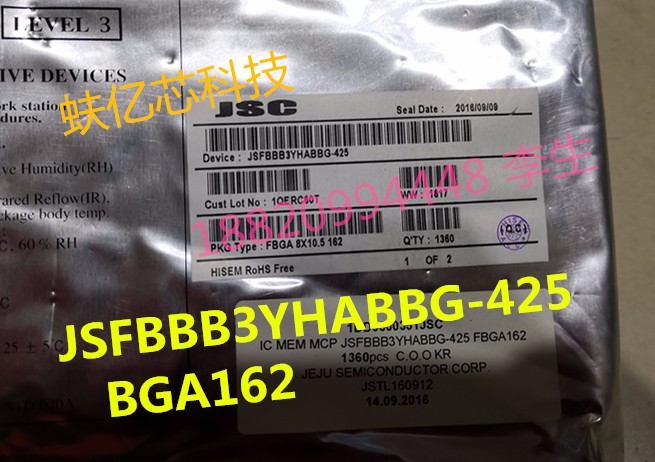 LEVEL 3
IVE DEVICES
ork station
dures.
ve Humidity(RH)
ared Reflow(IR),
ckage body temp.
C, 60% RH
25 ± 5°C
蚨亿芯科技
JSC
Seal Date : 2016/09/09
Device : JSFBBB3YHABBG-425
Cust Lot No :
WW :
18820994448 李生
PKG Type : FBGA 8X10.5 162
Q'TY : 1360
Q.C
HISEM RoHS Free
1 OF 2
JSFBBB3YHABBG-425
BGA162
IC MEM MCP JSFBBB3YHABBG-425 FBGA162
1360pcs C.O.O KR
JEJU SEMICONDUCTOR CORP.
JSTL160912
14.09.2016